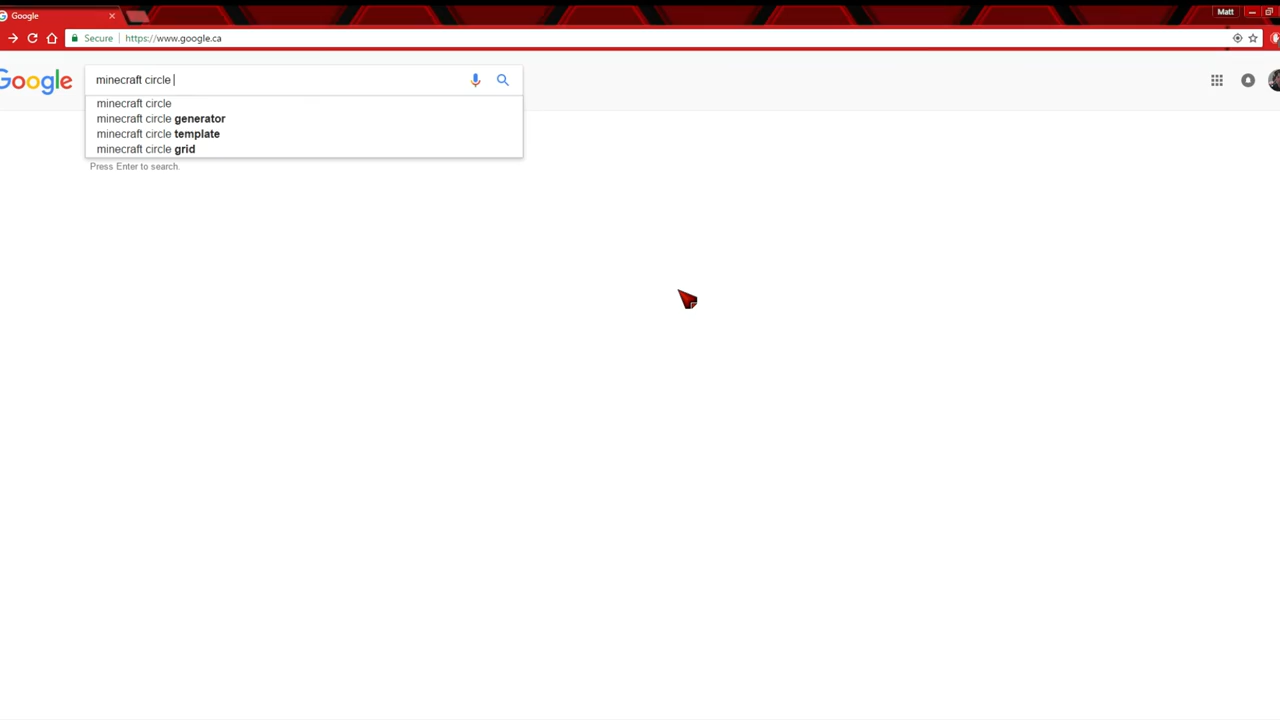 Google
Matt
Secure
https://www.google.ca
Google
minecraft circle
minecraft circle
minecraft circle generator
minecraft circle template
minecraft circle grid
Press Enter to search.